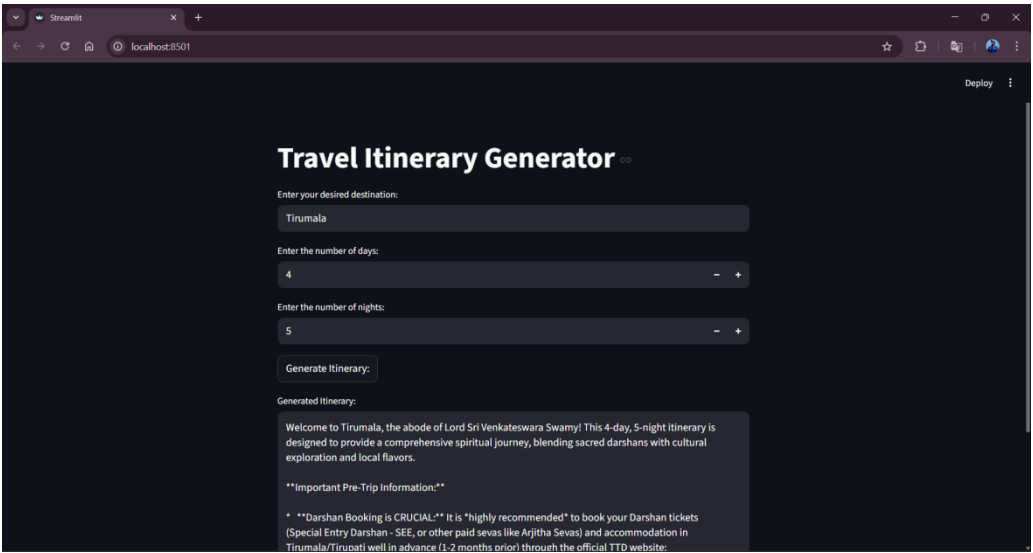 Streamlit
localhost:8501
Deploy
Travel Itinerary Generator
Enter your desired destination:
Tirumala
Enter the number of days:
4
Enter the number of nights:
5
Generate Itinerary:
Generated Itinerary:
Welcome to Tirumala, the abode of Lord Sri Venkateswara Swamy! This 4-day, 5-night itinerary is
designed to provide a comprehensive spiritual journey, blending sacred darshans with cultural
exploration and local flavors.
**Important Pre-Trip Information:**
* **Darshan Booking is CRUCIAL:** It is *highly recommended* to book your Darshan tickets
(Special Entry Darshan - SEE, or other paid sevas like Arjitha Sevas) and accommodation in
Tirumala/Tirupati well in advance (1-2 months prior) through the official TTD website: